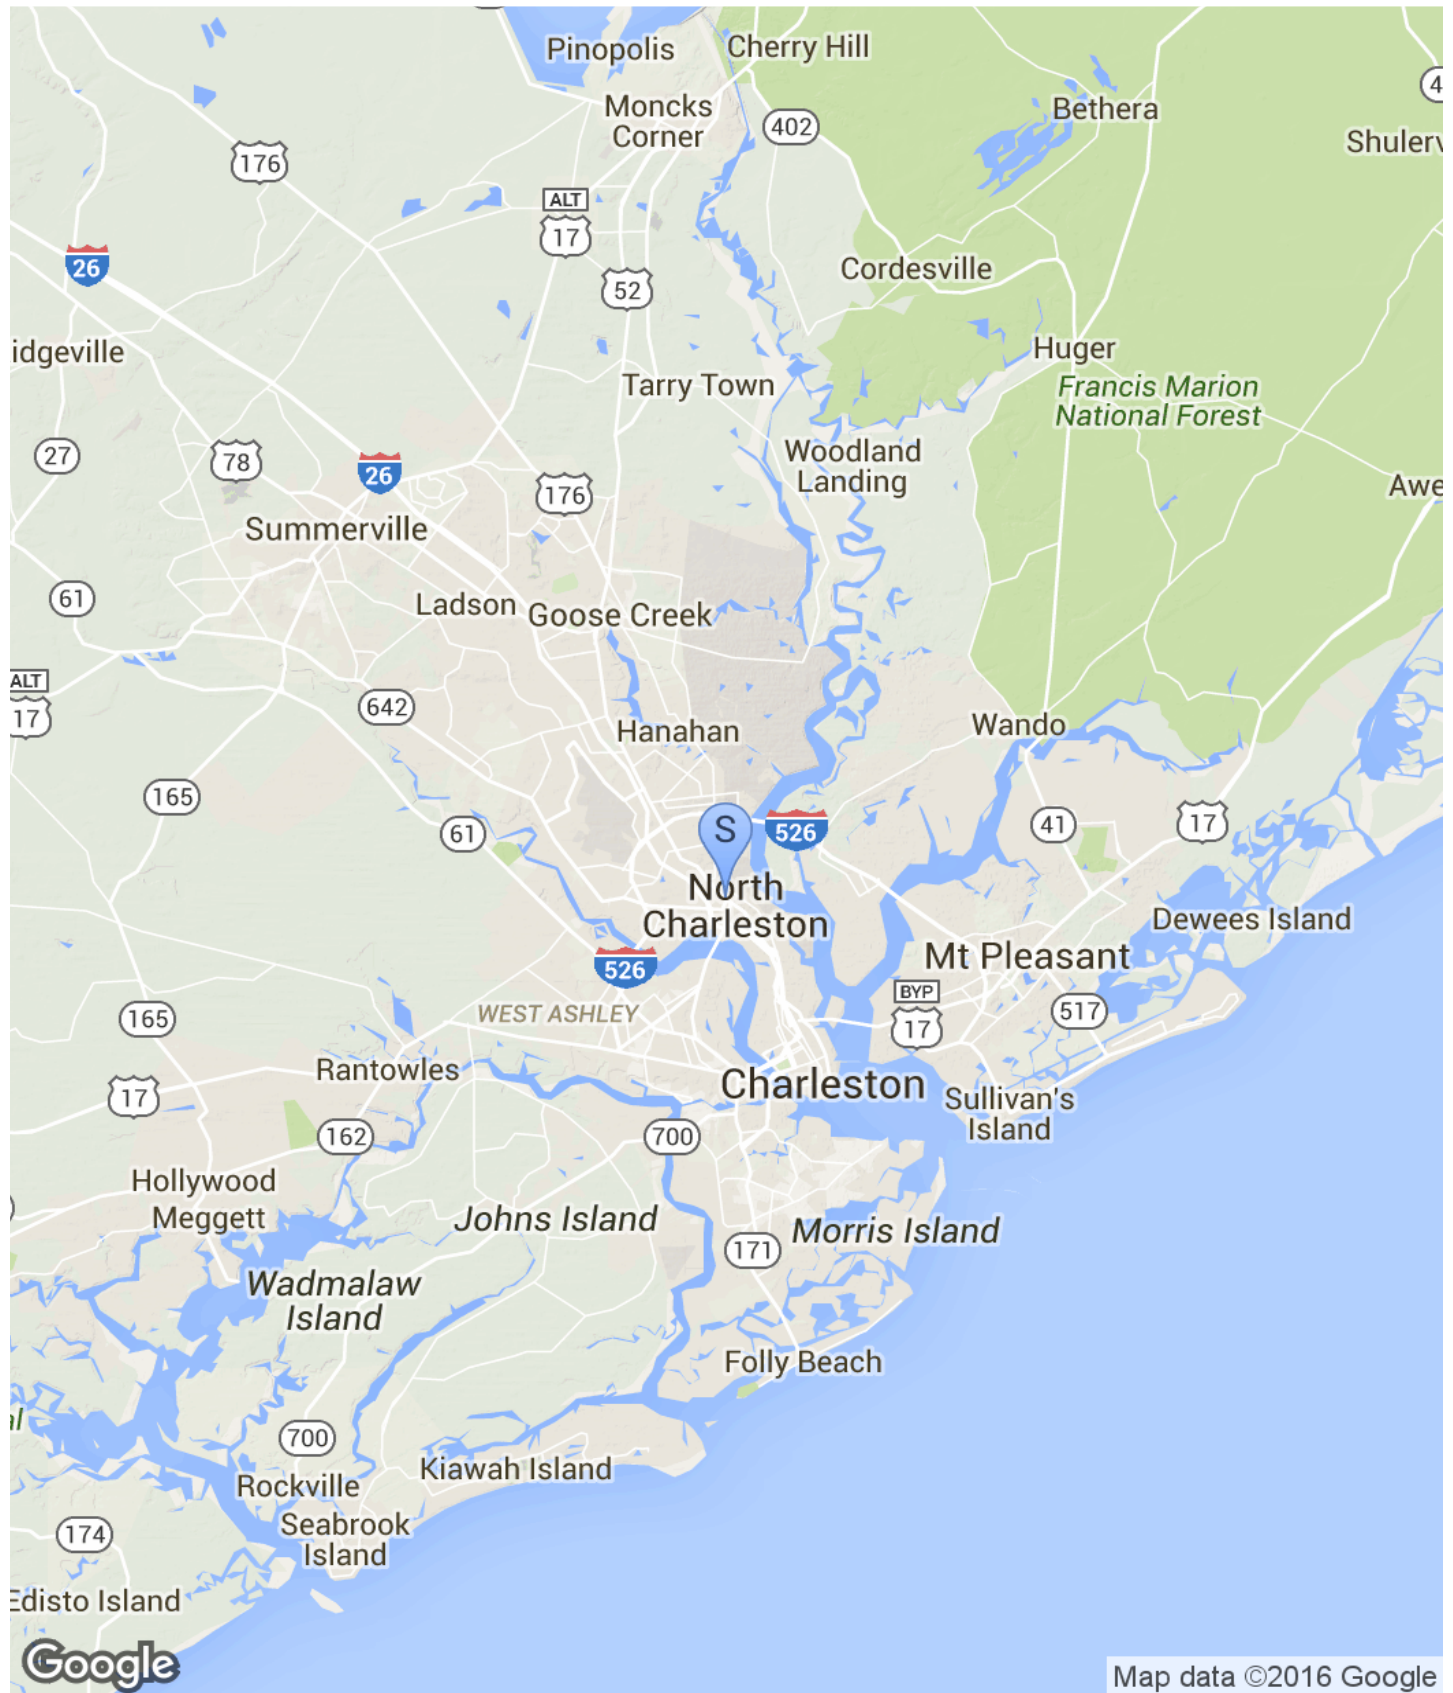 Pinopolis
Cherry Hill
4
Moncks
Corner
402
Bethera
Shulerv
176
ALT
17
26
52
Cordesville
idgeville
Huger
Tarry Town
Francis Marion
National Forest
27
78
26
176
Woodland
Landing
Awe
Summerville
61
Ladson
Goose Creek
ALT
17
642
Hanahan
Wando
165
61
S
526
41
17
North
Charleston
Dewees Island
526
Mt Pleasant
BYP
17
517
WEST ASHLEY
165
Rantowles
17
Charleston
Sullivan's
Island
162
700
Hollywood
Meggett
Johns Island
Morris Island
171
Wadmalaw
Island
Folly Beach
al
700
Kiawah Island
Rockville
174
Seabrook
Island
Edisto Island
Google
Map data ©2016 Google